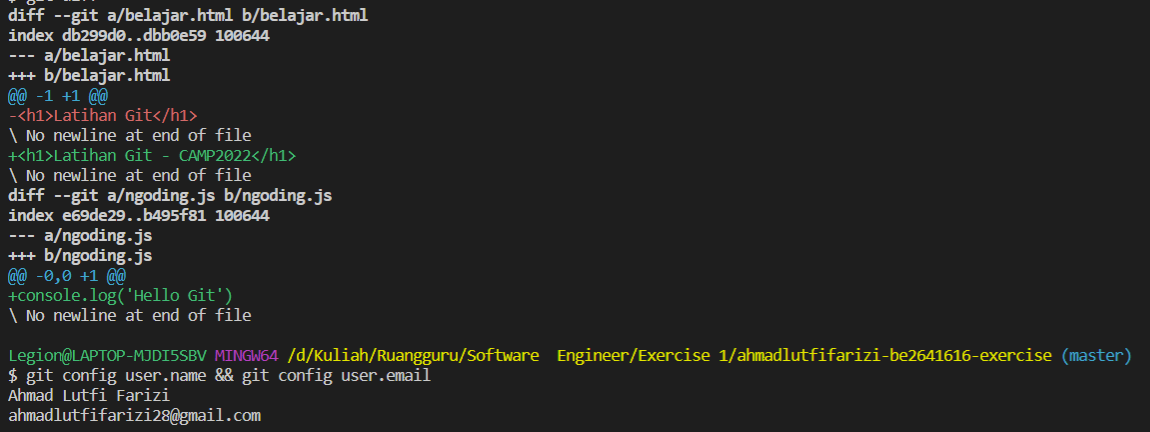 diff --git a/belajar.html b/belajar.html
index db299d0..dbb0e59 100644
--- a/belajar.html
+++ b/belajar.html
@@ -1 +1 @@
-<h1>Latihan Git</h1>
\ No newline at end of file
+<h1>Latihan Git - CAMP2022</h1>
\ No newline at end of file
diff --git a/ngoding.js b/ngoding.js
index e69de29..b495f81 100644
--- a/ngoding.js
+++ b/ngoding.js
@@ -0,0 +1 @@
+console.log('Hello Git')
\ No newline at end of file

Legion@LAPTOP-MJDI5SBV MINGW64 /d/Kuliah/Ruangguru/Software  Engineer/Exercise 1/ahmadlutfifarizi-be2641616-exercise (master)
$ git config user.name && git config user.email
Ahmad Lutfi Farizi
ahmadlutfifarizi28@gmail.com